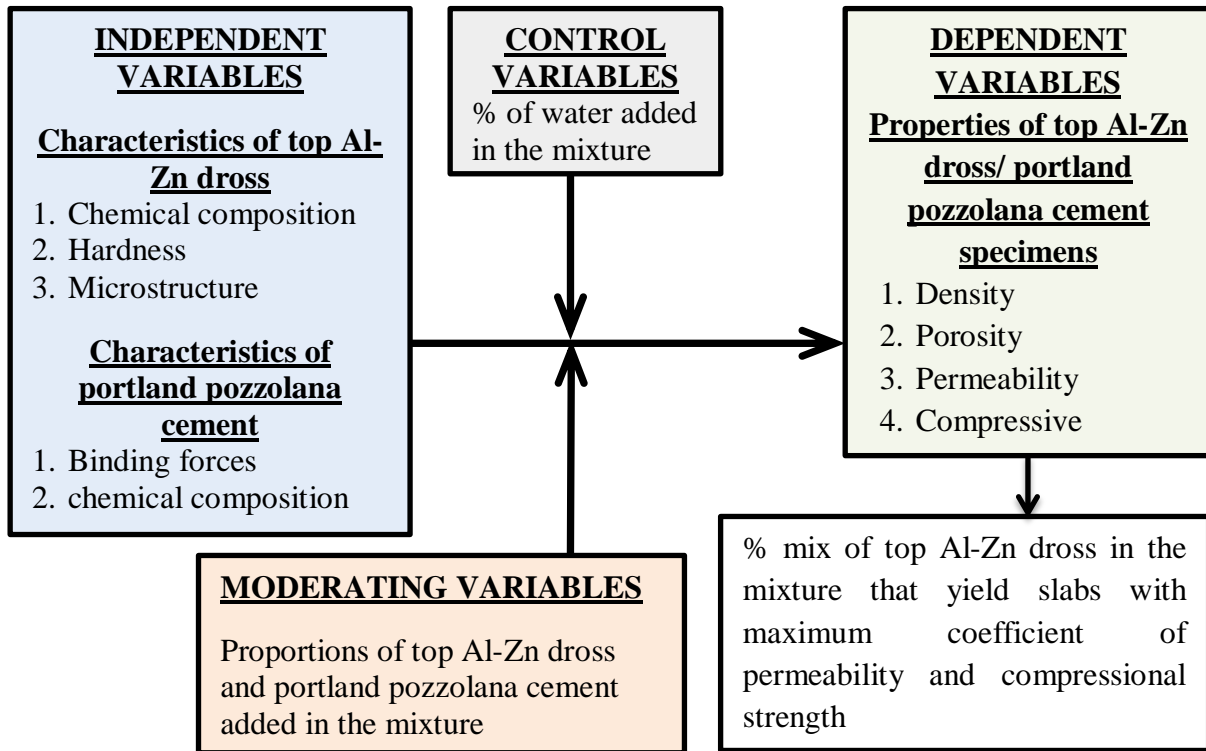 INDEPENDENT
VARIABLES
Characteristics of top Al-
Zn dross
1. Chemical composition
2. Hardness
3. Microstructure
Characteristics of
portland pozzolana
cement
1. Binding forces
2. chemical composition
CONTROL
VARIABLES
% of water added
in the mixture
DEPENDENT
VARIABLES
Properties of top Al-Zn
dross/ portland
pozzolana cement
specimens
1. Density
2. Porosity
3. Permeability
4. Compressive
MODERATING VARIABLES
Proportions of top Al-Zn dross
and portland pozzolana cement
added in the mixture
% mix of top Al-Zn dross in the
mixture that yield slabs with
maximum coefficient of
permeability and compressional
strength